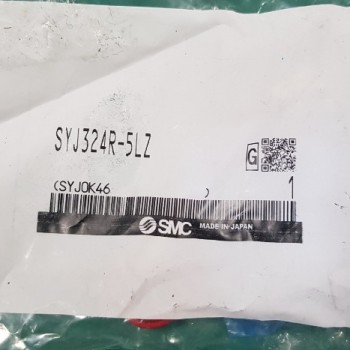 SYJ324R-5LZ
G
(SYJ0K46 ) 1
SMC MADE IN JAPAN